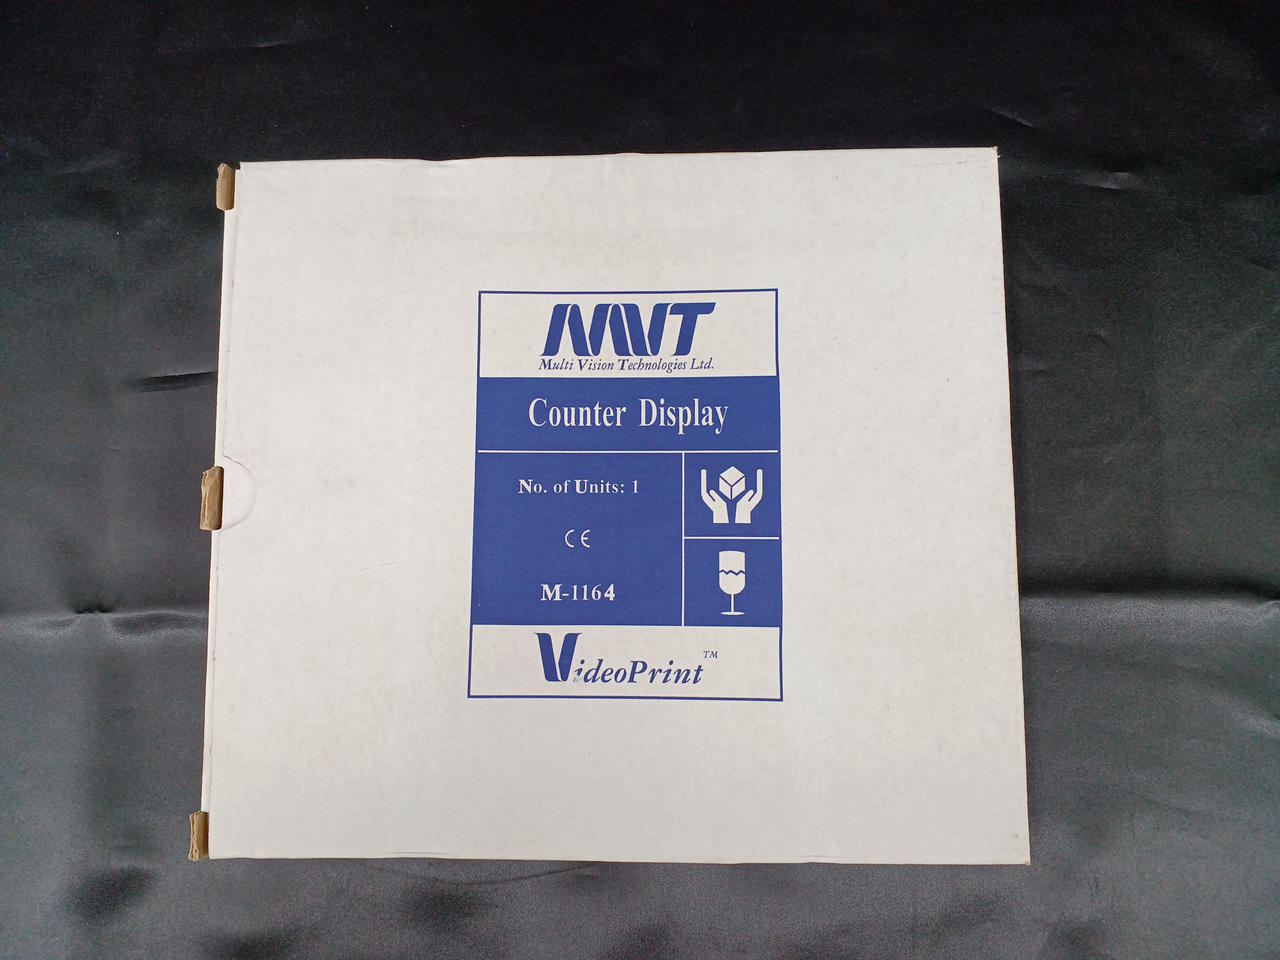 MVT
Multi Vision Technologies Ltd.
Counter Display
No. of Units: 1
CE
M-1164
VideoPrint™